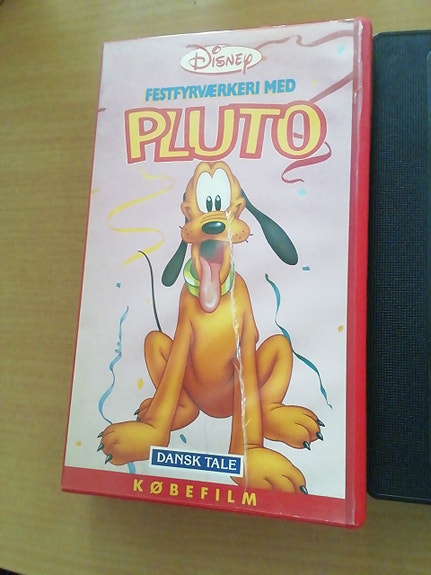 Disney
FESTFYRVÆRKERI MED
PLUTO
DANSK TALE
KØBEFILM